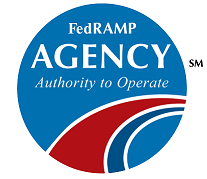 FedRAMP
AGENCY
Authority to Operate
SM